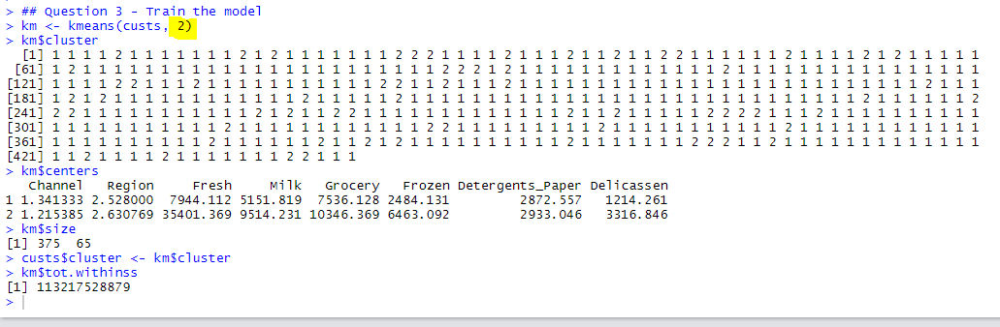 > ## Question 3 - Train the model
> km <- kmeans(custs, 2)
> km$cluster
[1] 1 1 1 1 2 1 1 1 1 1 1 1 2 1 2 1 1 1 1 1 1 1 2 2 2 1 1 1 1 2 1 1 1 2 1 1 2 1 1 2 2 1 1 1 1 1 1 2 1 1 1 1 2 1 2 1 1 1 1 1
[61] 1 2 1 1 1 1 1 1 1 1 1 1 1 1 1 1 1 1 1 1 1 1 1 1 1 2 2 2 1 2 1 1 1 1 1 1 1 1 1 1 1 1 1 2 1 1 1 1 1 1 1 1 1 1 1 1 1 1 1 1
[121] 1 1 1 1 2 2 1 1 1 2 1 1 1 1 1 1 1 1 1 1 1 2 2 1 1 2 2 1 1 1 1 1 1 1 1 1 1 1 1 1 1 1 1 1 1 1 1 1 1 1 1 1 1 1 1 1 2 1 1 1
[181] 1 2 1 2 1 1 1 1 1 1 1 1 1 1 1 1 2 1 1 1 1 2 1 1 1 1 1 1 1 1 1 1 1 1 1 1 1 1 1 1 1 1 1 1 1 1 1 1 1 1 1 1 2 1 1 1 1 1 1 2
[241] 2 2 1 1 1 1 1 1 1 1 1 1 1 2 1 2 1 1 2 2 1 1 1 1 1 1 1 1 1 1 1 1 1 2 1 2 1 1 1 1 1 1 2 2 2 2 1 1 1 2 1 1 1 1 1 1 1 1 1 1
[301] 1 1 1 1 1 1 1 1 1 1 1 2 1 1 1 1 1 1 1 1 1 1 1 1 2 2 1 1 1 1 1 1 1 1 1 2 1 1 1 1 1 1 1 1 1 1 1 2 1 1 1 1 1 1 1 1 1 1 1 1
[361] 1 1 1 1 1 1 1 1 1 1 2 1 1 1 1 1 1 2 1 1 2 1 2 1 1 1 1 1 1 1 1 1 1 2 1 1 1 1 1 1 1 2 2 2 1 1 2 1 1 1 1 1 1 1 1 1 1 1 1 1
[421] 1 1 2 1 1 1 1 2 1 1 1 1 1 1 1 2 2 1 1 1
> km$centers
Channel Region Fresh Milk Grocery Frozen Detergents_Paper Delicassen
1 1.341333 2.528000 7944.112 5151.819 7536.128 2484.131 2872.557 1214.261
2 1.215385 2.630769 35401.369 9514.231 10346.369 6463.092 2933.046 3316.846
> km$size
[1] 375 65
> custs$cluster <- km$cluster
> km$tot.withinss
[1] 113217528879
>